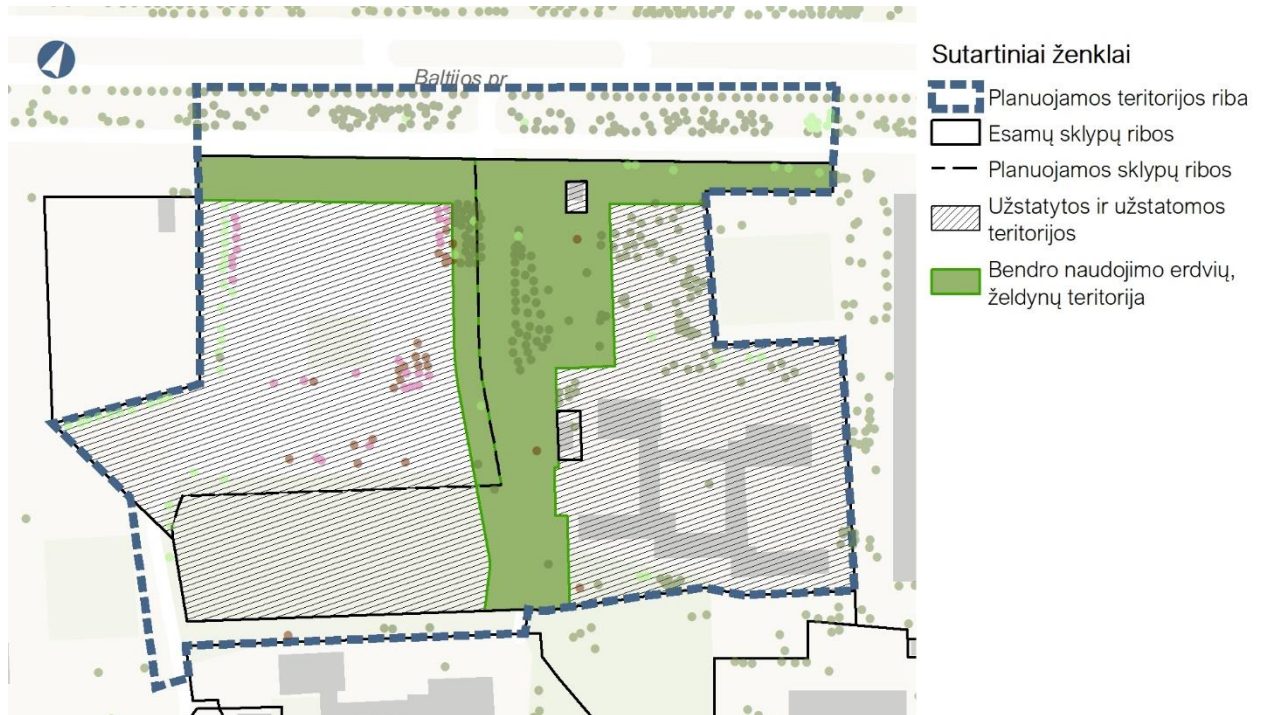 Baltijos pr
Sutartiniai ženklai
Planuojamos teritorijos riba
Esamų sklypų ribos
Planuojamos sklypų ribos
Užstatytos ir užstatomos
teritorijos
Bendro naudojimo erdvių,
želdynų teritorija